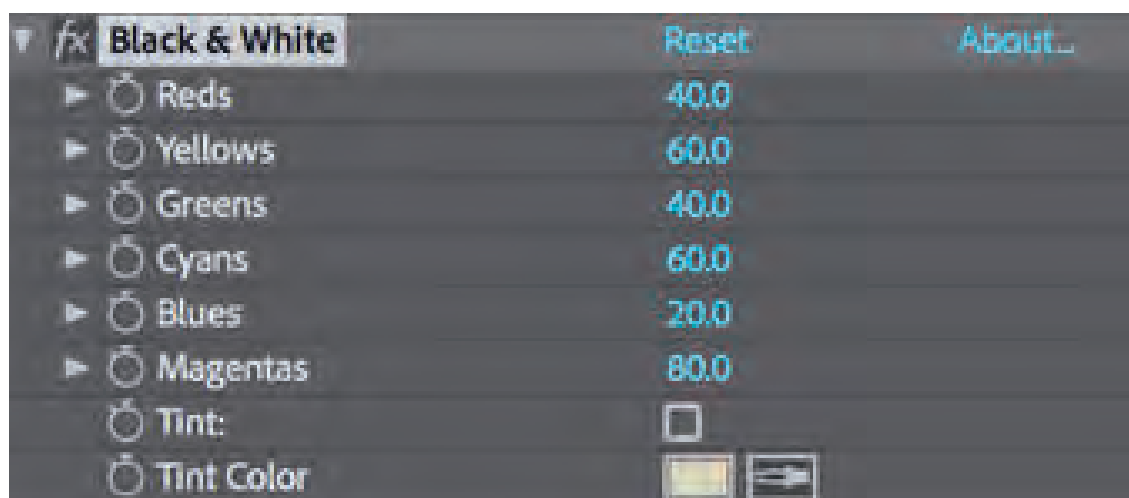 fx Black & White Reset About...
Reds 40.0
Yellows 60.0
Greens 40.0
Cyans 60.0
Blues 20.0
Magentas 80.0
Tint:
Tint Color